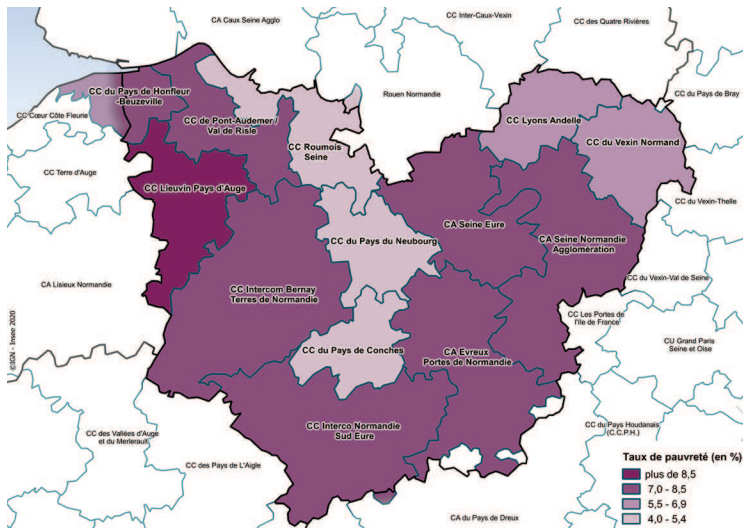 CA Caux Seine Agglo
CC Inter-Caux-Vexin
CC des Quatre Rivières
CC du Pays de Honfleur
-Beuzeville
Rouen Normandie
CC du Pays de Bray
CC Cœur Côte Fleurie
CC de Pont-Audemer /
Val de Risle
CC Lyons Andelle
CC Roumois
Seine
CC du Vexin Normand
CC Terre d'Auge
CC Lieuvin Pays d'Auge
CC du Vexin-Thelle
CA Seine Eure
CC du Pays du Neubourg
CA Seine Normandie
Agglomération
CC du Vexin-Val de Seine
CA Lisieux Normandie
CC Intercom Bernay
Terres de Normandie
©IGN - Insee 2020
CC Les Portes de
l'Ile de France
CC du Pays de Conches
CA Evreux
Portes de Normandie
CU Grand Paris
Seine et Oise
CC Interco Normandie
Sud Eure
CC du Pays Houdanais
(C.C.P.H.)
CC des Vallées d'Auge
et du Merlerault
CC des Pays de L'Aigle
CA du Pays de Dreux
Taux de pauvreté (en %)
plus de 8,5
7,0 - 8,5
5,5 - 6,9
4,0 - 5,4